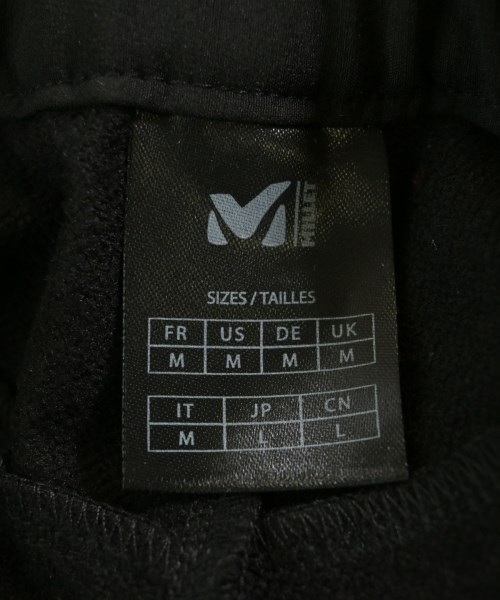 MILLET
SIZES / TAILLES
FR US DE UK
M M M M
IT JP CN
M L L